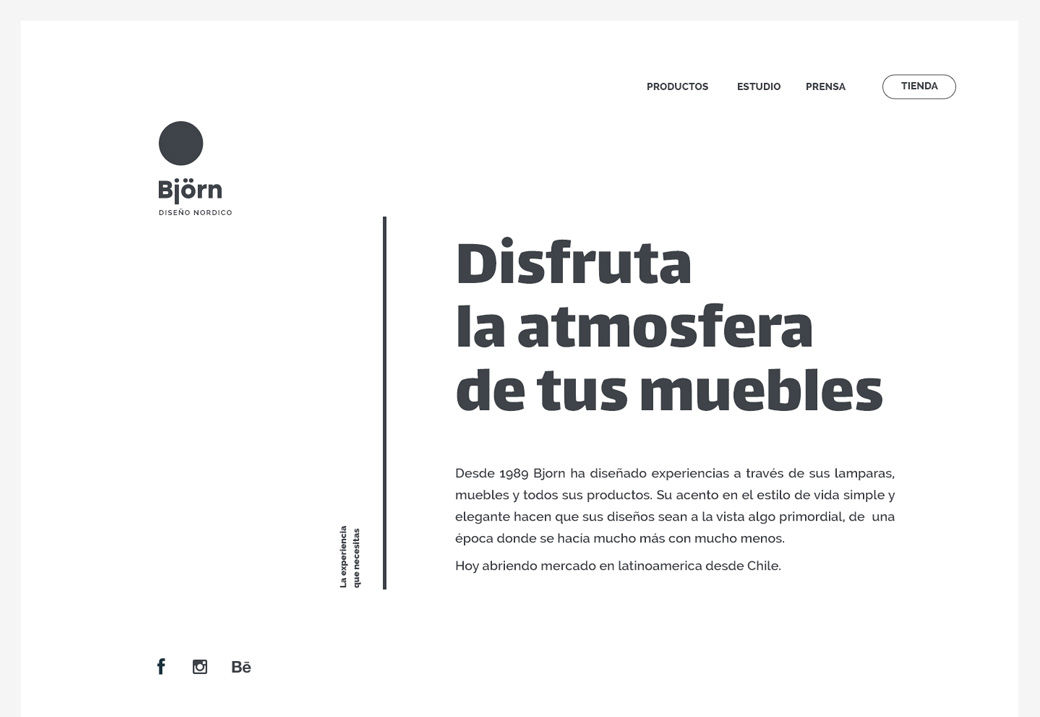 PRODUCTOS ESTUDIO PRENSA TIENDA
Björn
DISEÑO NORDICO
Disfruta
la atmosfera
de tus muebles
Desde 1989 Bjorn ha diseñado experiencias a través de sus lamparas,
muebles y todos sus productos. Su acento en el estilo de vida simple y
elegante hacen que sus diseños sean a la vista algo primordial, de una
época donde se hacia mucho más con mucho menos.
Hoy abriendo mercado en latinoamerica desde Chile.
La experiencia
que necesitas
f Bē